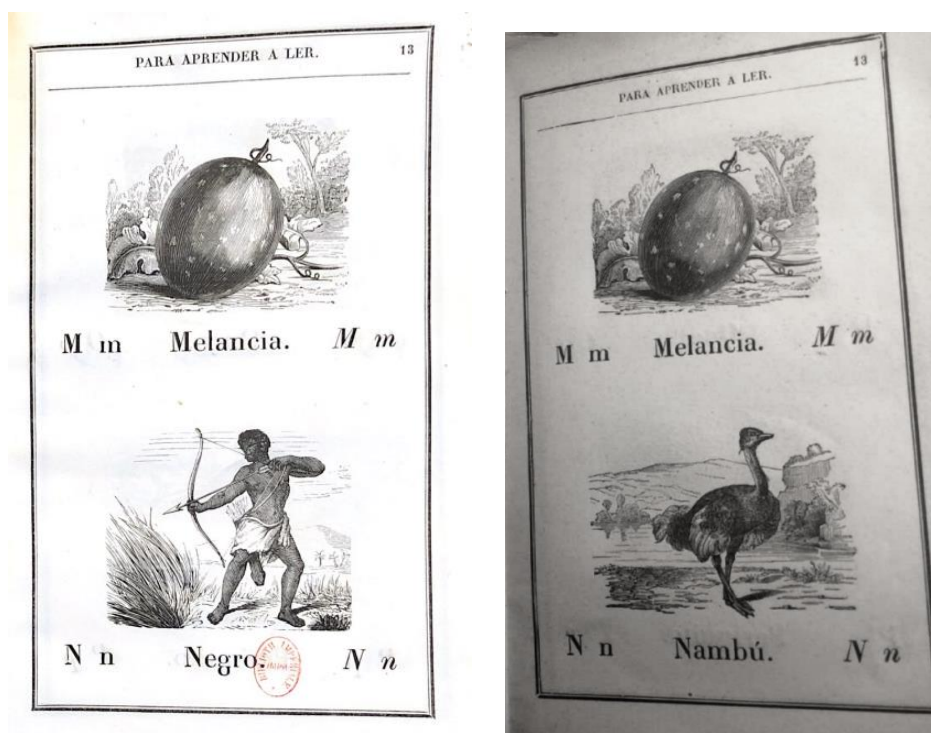 PARA APRENDER A LER. 13
M m Melancia. M m
N n Negro. N n
PARA APRENDER A LER. 13
M m Melancia. M m
N n Nambú. N n